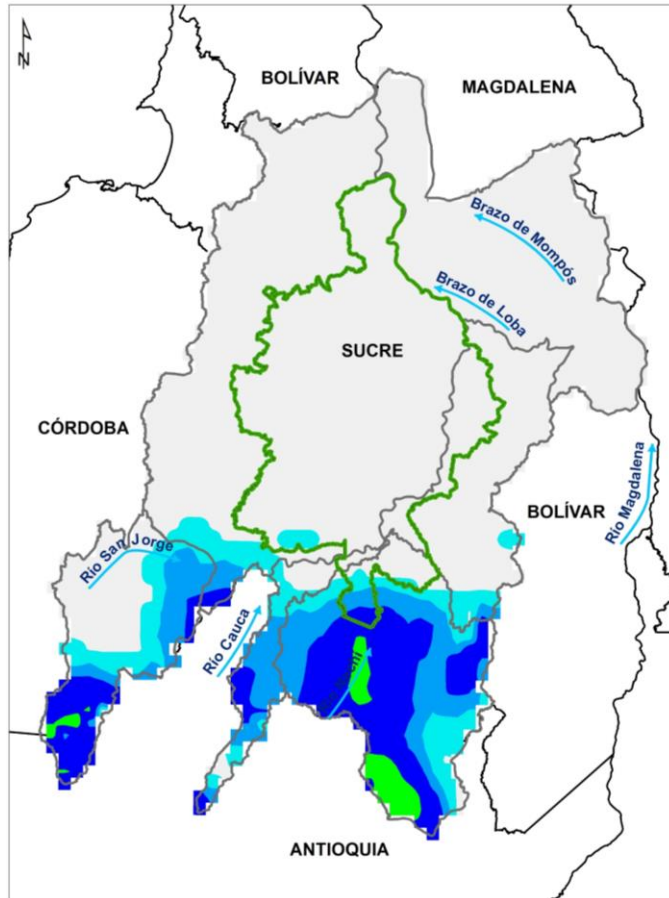 N
BOLÍVAR
MAGDALENA
Brazo de Mompós
Brazo de Loba
SUCRE
CÓRDOBA
BOLÍVAR
Río Magdalena
Río San Jorge
Río Cauca
ANTIOQUIA